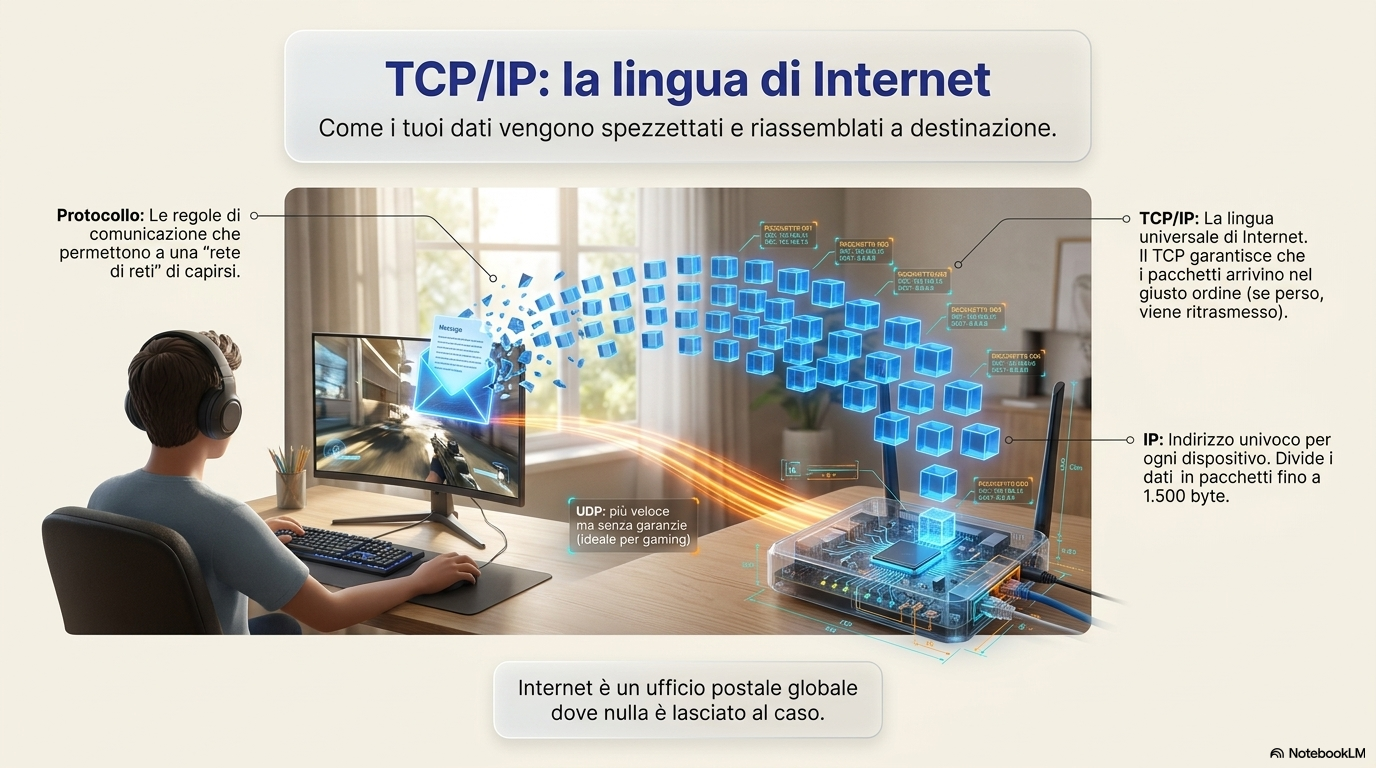 TCP/IP: la lingua di Internet
Come i tuoi dati vengono spezzettati e riassemblati a destinazione.
Protocollo: Le regole di
comunicazione che
permettono a una “rete
di reti” di capirsi.
TCP/IP: La lingua
universale di Internet.
Il TCP garantisce che
i pacchetti arrivino nel
giusto ordine (se perso,
viene ritrasmesso).
IP: Indirizzo univoco per
ogni dispositivo. Divide i
dati in pacchetti fino a
1.500 byte.
UDP: più veloce
ma senza garanzie
(ideale per gaming)
Internet è un ufficio postale globale
dove nulla è lasciato al caso.
NotebookLM